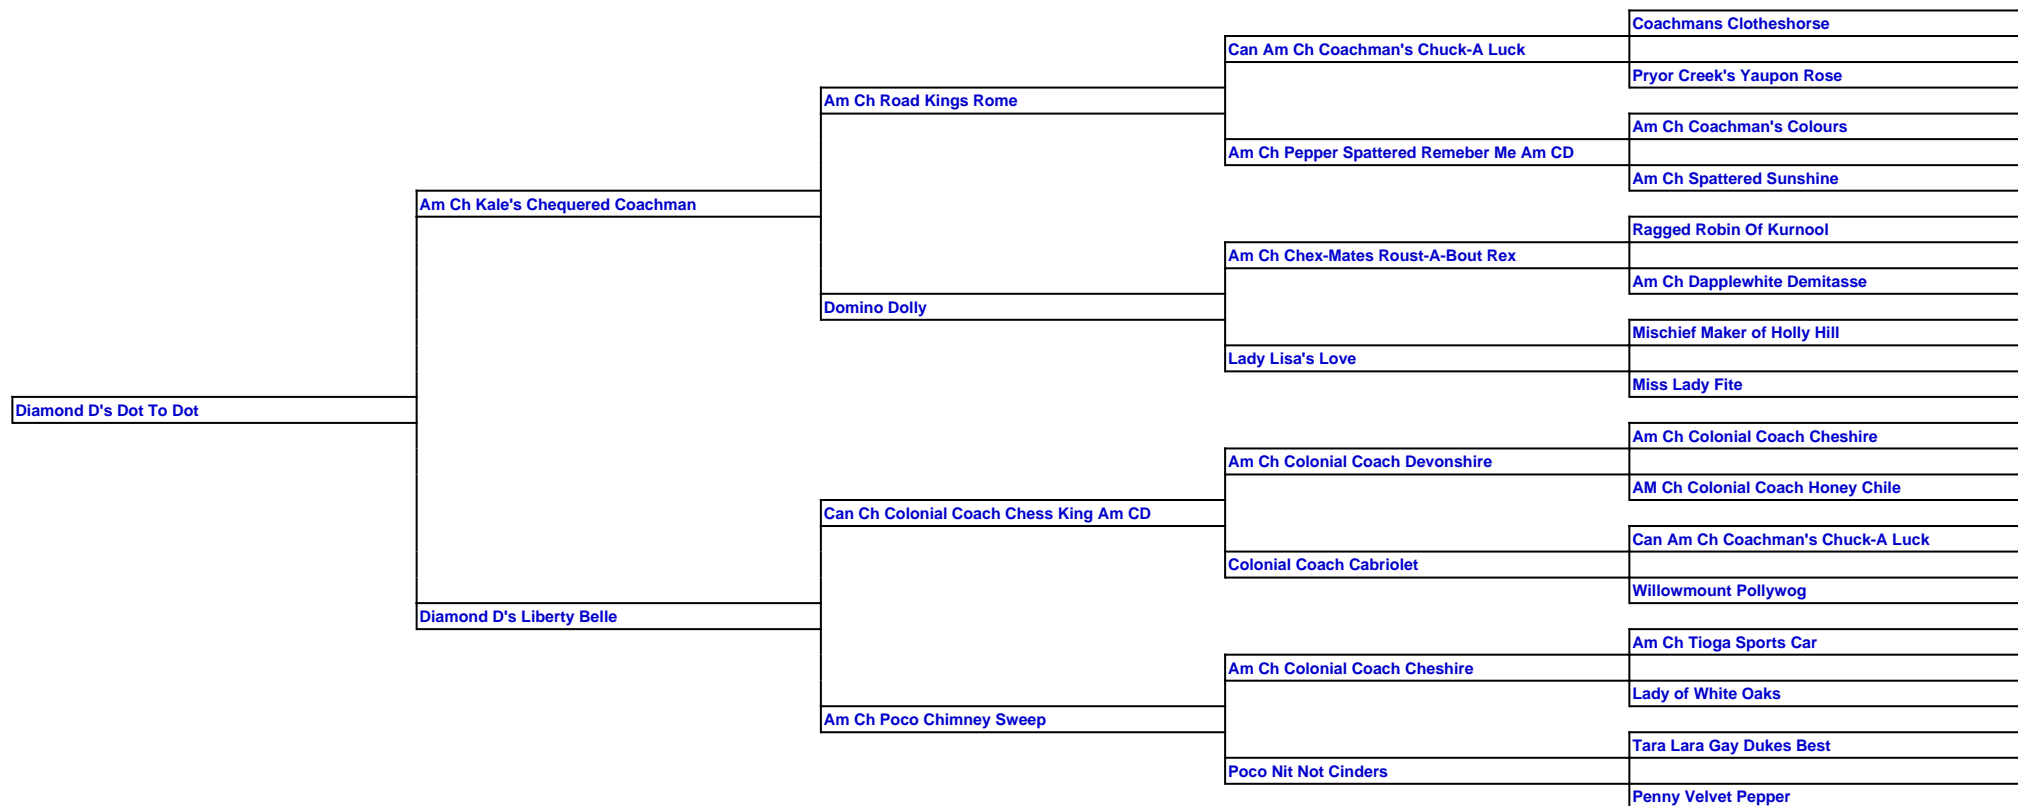 Coachmans Clotheshorse
Can Am Ch Coachman's Chuck-A Luck
Pryor Creek's Yaupon Rose
Am Ch Road Kings Rome
Am Ch Coachman's Colours
Am Ch Pepper Spattered Remeber Me Am CD
Am Ch Spattered Sunshine
Am Ch Kale's Chequered Coachman
Ragged Robin Of Kurnool
Am Ch Chex-Mates Roust-A-Bout Rex
Am Ch Dapplewhite Demitasse
Domino Dolly
Mischief Maker of Holly Hill
Lady Lisa's Love
Miss Lady Fite
Diamond D's Dot To Dot
Am Ch Colonial Coach Cheshire
Am Ch Colonial Coach Devonshire
AM Ch Colonial Coach Honey Chile
Can Ch Colonial Coach Chess King Am CD
Can Am Ch Coachman's Chuck-A Luck
Colonial Coach Cabriolet
Willowmount Pollywog
Diamond D's Liberty Belle
Am Ch Tioga Sports Car
Am Ch Colonial Coach Cheshire
Lady of White Oaks
Am Ch Poco Chimney Sweep
Tara Lara Gay Dukes Best
Poco Nit Not Cinders
Penny Velvet Pepper